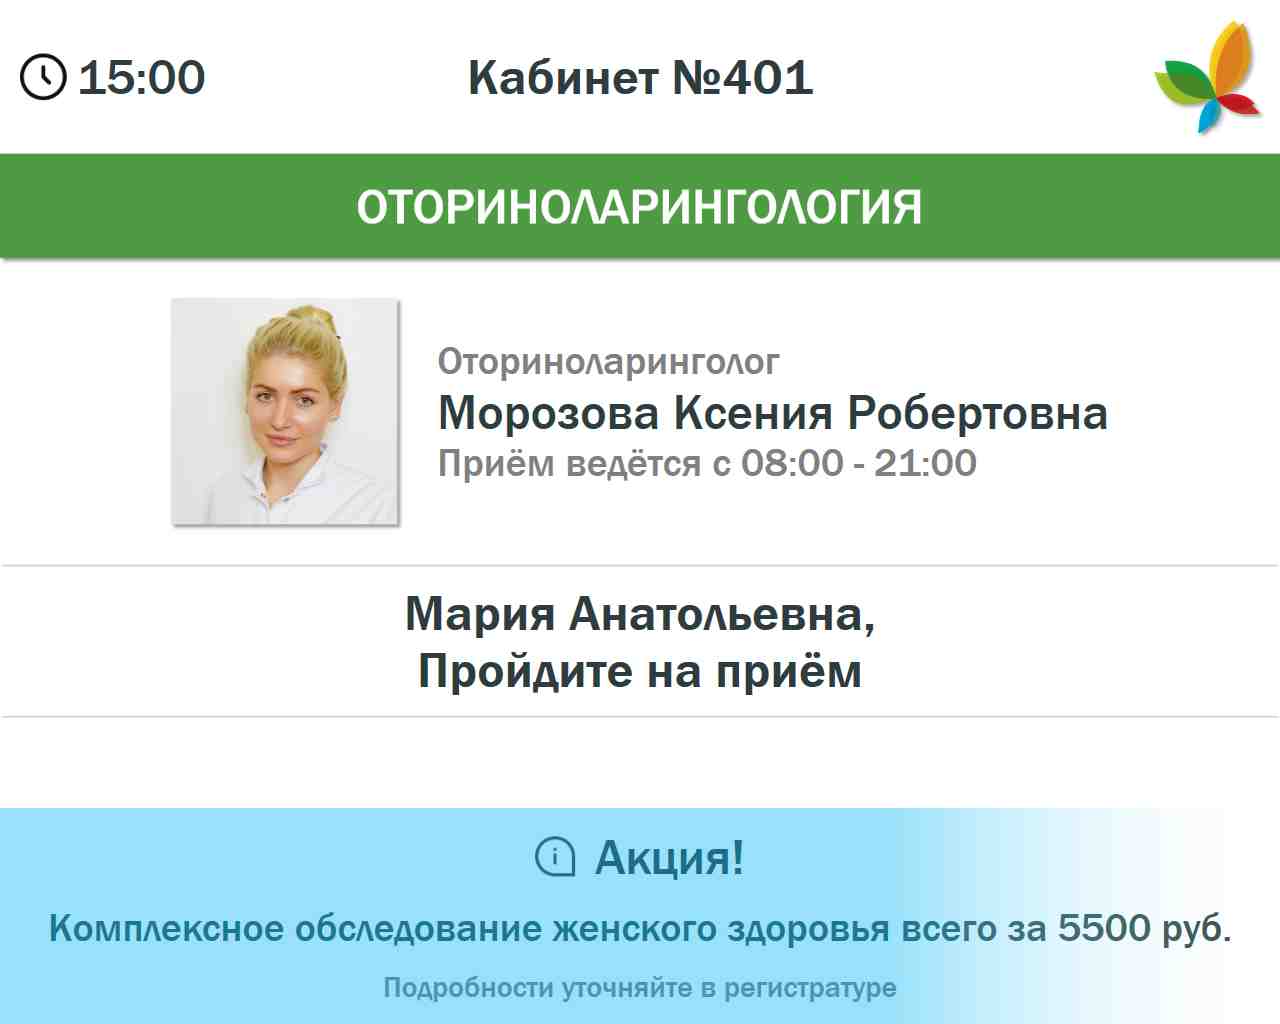 15:00
Кабинет №401
ОТОРИНОЛАРИНГОЛОГИЯ
Оториноларинголог
Морозова Ксения Робертовна
Приём ведётся с 08:00 - 21:00
Мария Анатольевна,
Пройдите на приём
Акция!
Комплексное обследование женского здоровья всего за 5500 руб.
Подробности уточняйте в регистратуре